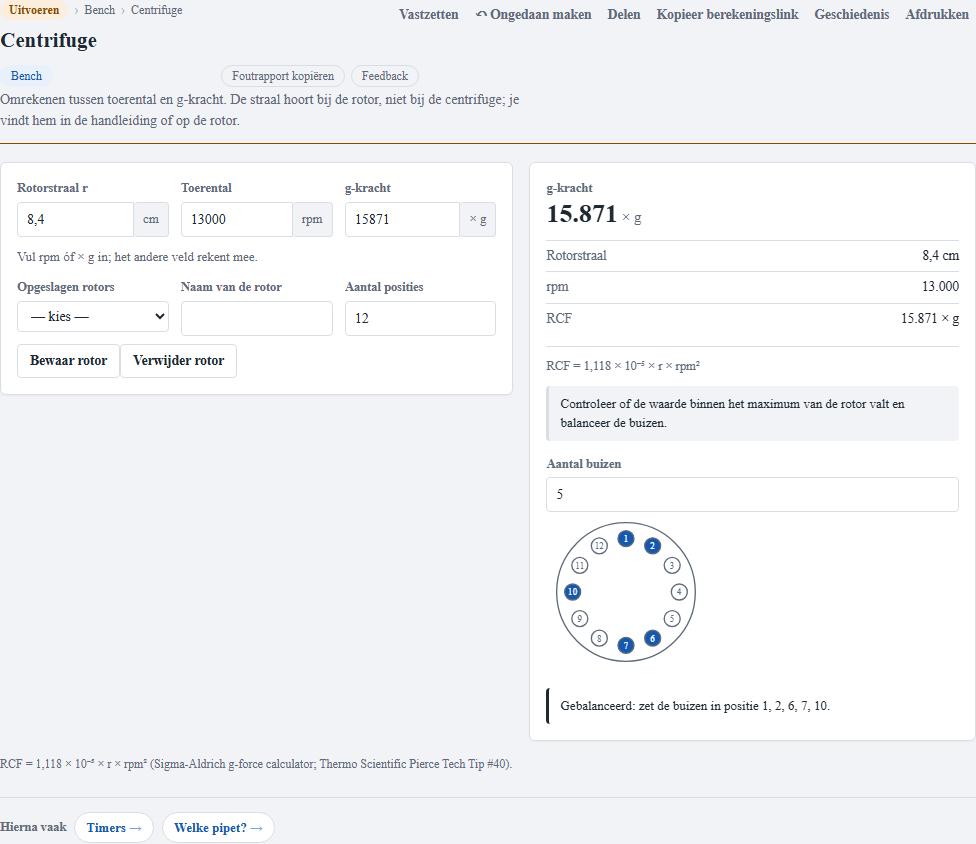 Uitvoeren › Bench › Centrifuge
Vastzetten ↶ Ongedaan maken Delen Kopieer berekeningslink Geschiedenis Afdrukken
Centrifuge
Bench Foutrapport kopiëren Feedback
Omrekenen tussen toerental en g-kracht. De straal hoort bij de rotor, niet bij de centrifuge; je
vindt hem in de handleiding of op de rotor.
Rotorstraal r Toerental g-kracht
8,4 cm 13000 rpm 15871 × g
Vul rpm óf × g in; het andere veld rekent mee.
Opgeslagen rotors Naam van de rotor Aantal posities
— kies — 12
Bewaar rotor Verwijder rotor
g-kracht
15.871 × g
Rotorstraal 8,4 cm
rpm 13.000
RCF 15.871 × g
RCF = 1,118 × 10⁻⁵ × r × rpm²
Controleer of de waarde binnen het maximum van de rotor valt en
balanceer de buizen.
Aantal buizen
5
1
2
3
4
5
6
7
8
9
10
11
12
Gebalanceerd: zet de buizen in positie 1, 2, 6, 7, 10.
RCF = 1,118 × 10⁻⁵ × r × rpm² (Sigma-Aldrich g-force calculator; Thermo Scientific Pierce Tech Tip #40).
Hierna vaak Timers → Welke pipet? →